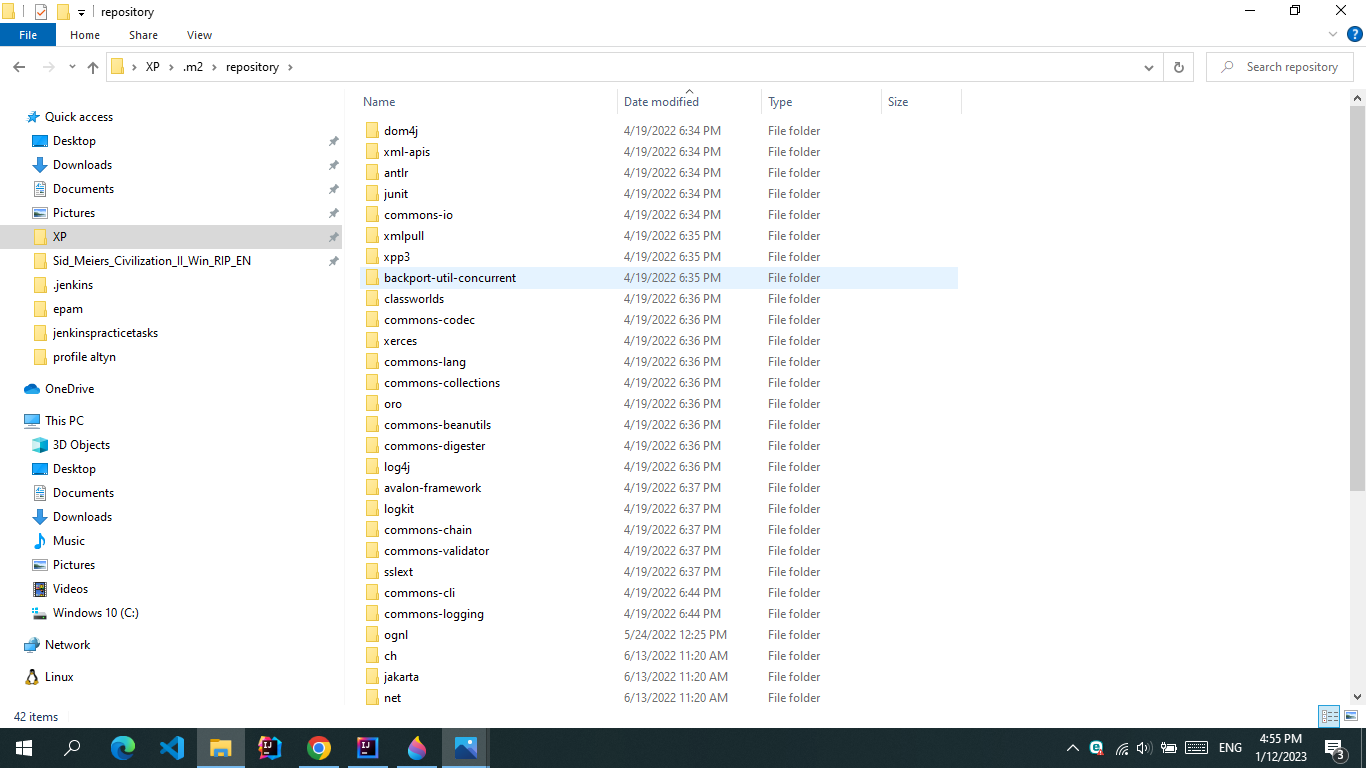 repository
File Home Share View
XP .m2 repository
Search repository
Name Date modified Type Size
Quick access
Desktop
Downloads
Documents
Pictures
XP
Sid_Meiers_Civilization_II_Win_RIP_EN
.jenkins
epam
jenkinspracticetasks
profile altyn
OneDrive
This PC
3D Objects
Desktop
Documents
Downloads
Music
Pictures
Videos
Windows 10 (C:)
Network
Linux
dom4j 4/19/2022 6:34 PM File folder
xml-apis 4/19/2022 6:34 PM File folder
antlr 4/19/2022 6:34 PM File folder
junit 4/19/2022 6:34 PM File folder
commons-io 4/19/2022 6:34 PM File folder
xmlpull 4/19/2022 6:35 PM File folder
xpp3 4/19/2022 6:35 PM File folder
backport-util-concurrent 4/19/2022 6:35 PM File folder
classworlds 4/19/2022 6:36 PM File folder
commons-codec 4/19/2022 6:36 PM File folder
xerces 4/19/2022 6:36 PM File folder
commons-lang 4/19/2022 6:36 PM File folder
commons-collections 4/19/2022 6:36 PM File folder
oro 4/19/2022 6:36 PM File folder
commons-beanutils 4/19/2022 6:36 PM File folder
commons-digester 4/19/2022 6:36 PM File folder
log4j 4/19/2022 6:36 PM File folder
avalon-framework 4/19/2022 6:37 PM File folder
logkit 4/19/2022 6:37 PM File folder
commons-chain 4/19/2022 6:37 PM File folder
commons-validator 4/19/2022 6:37 PM File folder
sslext 4/19/2022 6:37 PM File folder
commons-cli 4/19/2022 6:44 PM File folder
commons-logging 4/19/2022 6:44 PM File folder
ognl 5/24/2022 12:25 PM File folder
ch 6/13/2022 11:20 AM File folder
jakarta 6/13/2022 11:20 AM File folder
net 6/13/2022 11:20 AM File folder
42 items
ENG
4:55 PM
1/12/2023
3